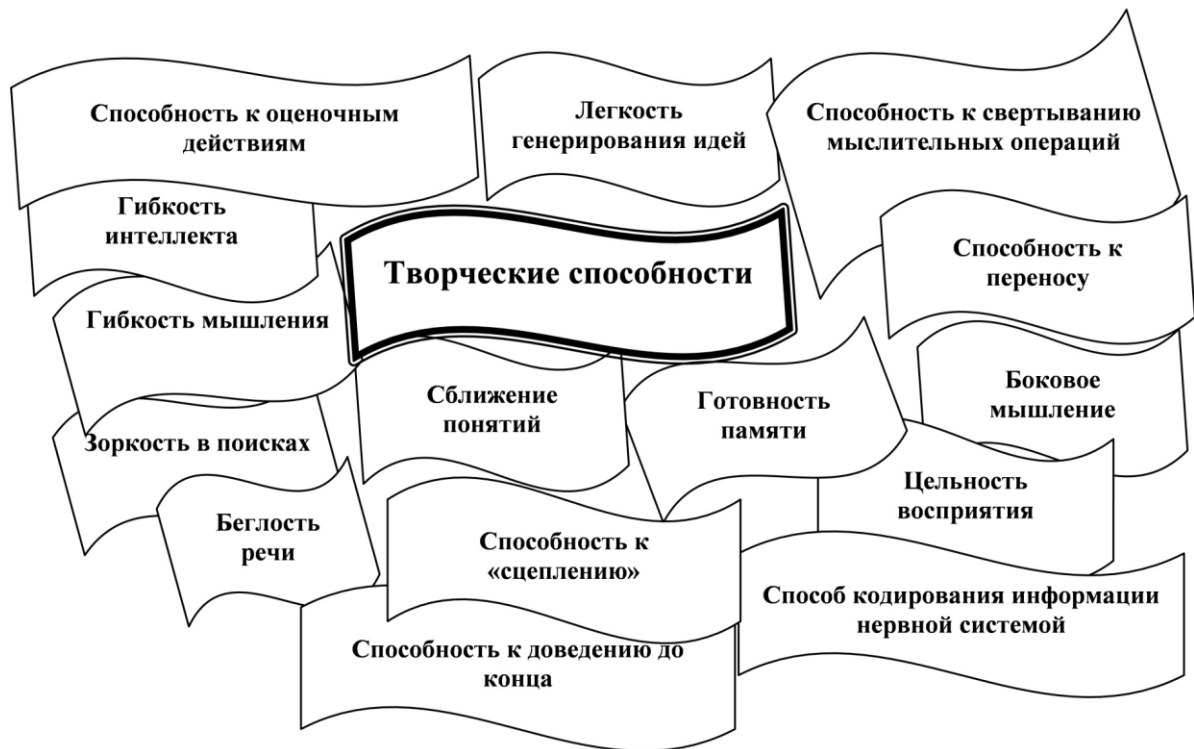 Способность к оценочным
действиям
Легкость
генерирования идей
Способность к свертыванию
мыслительных операций
Гибкость
интеллекта
Творческие способности
Способность к
переносу
Гибкость мышления
Сближение
понятий
Готовность
памяти
Боковое
мышление
Зоркость в поисках
Цельность
восприятия
Беглость
речи
Способность к
«сцеплению»
Способ кодирования информации
нервной системой
Способность к доведению до
конца